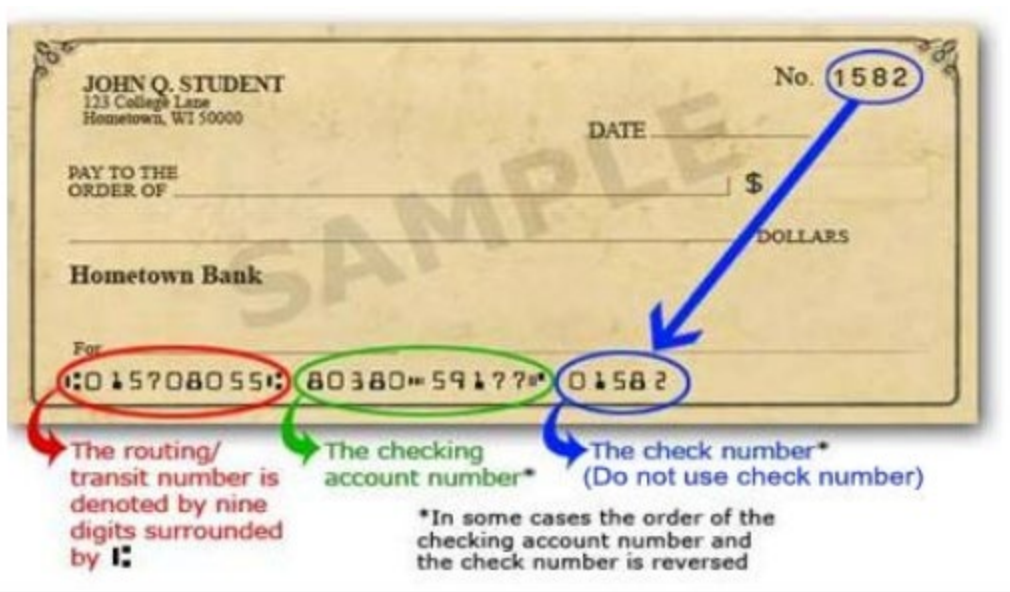 JOHN Q. STUDENT
123 College Lane
Hometown, WI 50000
No. 1582
DATE
PAY TO THE
ORDER OF
$
DOLLARS
SAMPLE
Hometown Bank
For
⑆015708055⑆ 80380⑉59177⑈ 01582
The routing/
transit number is
denoted by nine
digits surrounded
by ⑆
The checking
account number*
The check number*
(Do not use check number)
*In some cases the order of the
checking account number and
the check number is reversed